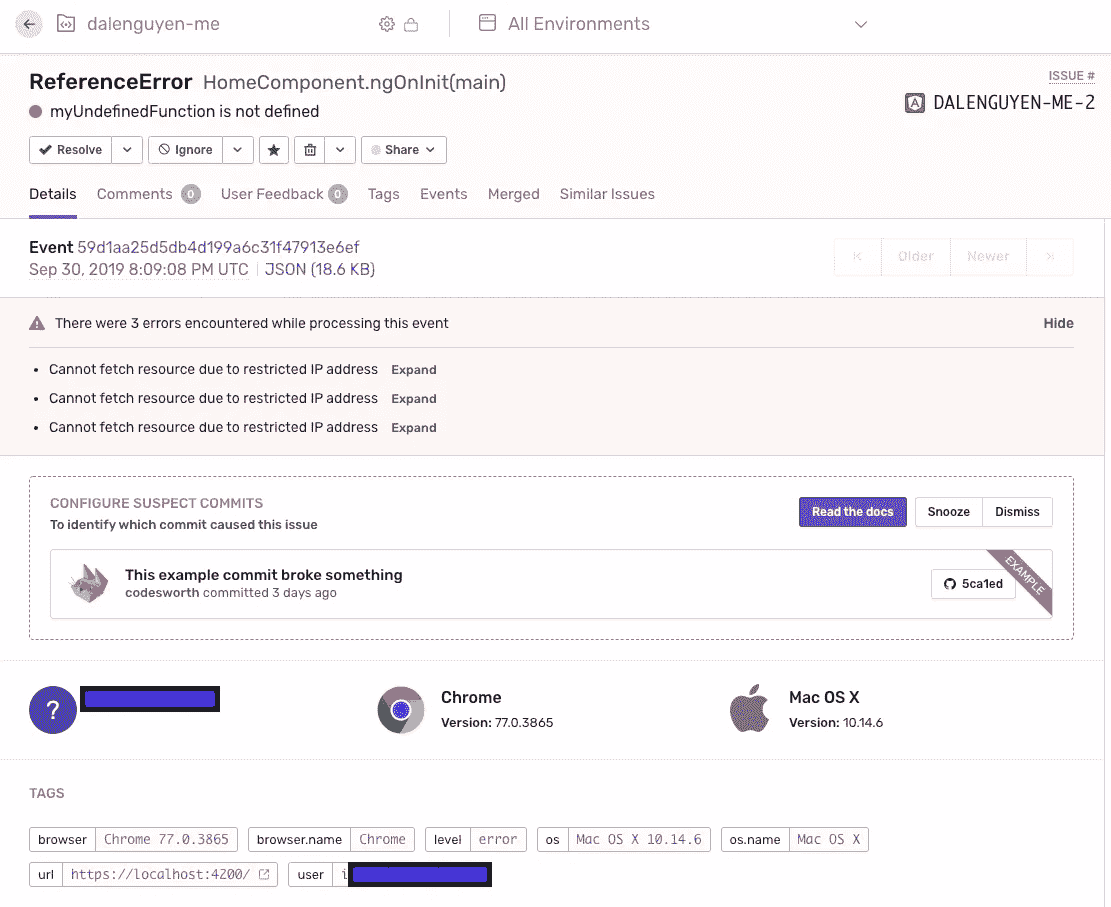 dalenguyen-me All Environments
ReferenceError HomeComponent.ngOnInit(main)
ISSUE #
myUndefinedFunction is not defined
DALENGUYEN-ME-2
Resolve Ignore Share
Details Comments 0 User Feedback 0 Tags Events Merged Similar Issues
Event 59d1aa25d5db4d199a6c31f47913e6ef
Sep 30, 2019 8:09:08 PM UTC JSON (18.6 KB)
Older Newer
There were 3 errors encountered while processing this event Hide
• Cannot fetch resource due to restricted IP address Expand
• Cannot fetch resource due to restricted IP address Expand
• Cannot fetch resource due to restricted IP address Expand
CONFIGURE SUSPECT COMMITS
To identify which commit caused this issue
Read the docs Snooze Dismiss
This example commit broke something
codesworth committed 3 days ago
5ca1ed
EXAMPLE
?
Chrome
Version: 77.0.3865
Mac OS X
Version: 10.14.6
TAGS
browser Chrome 77.0.3865 browser.name Chrome level error os Mac OS X 10.14.6 os.name Mac OS X
url https://localhost:4200/ user i